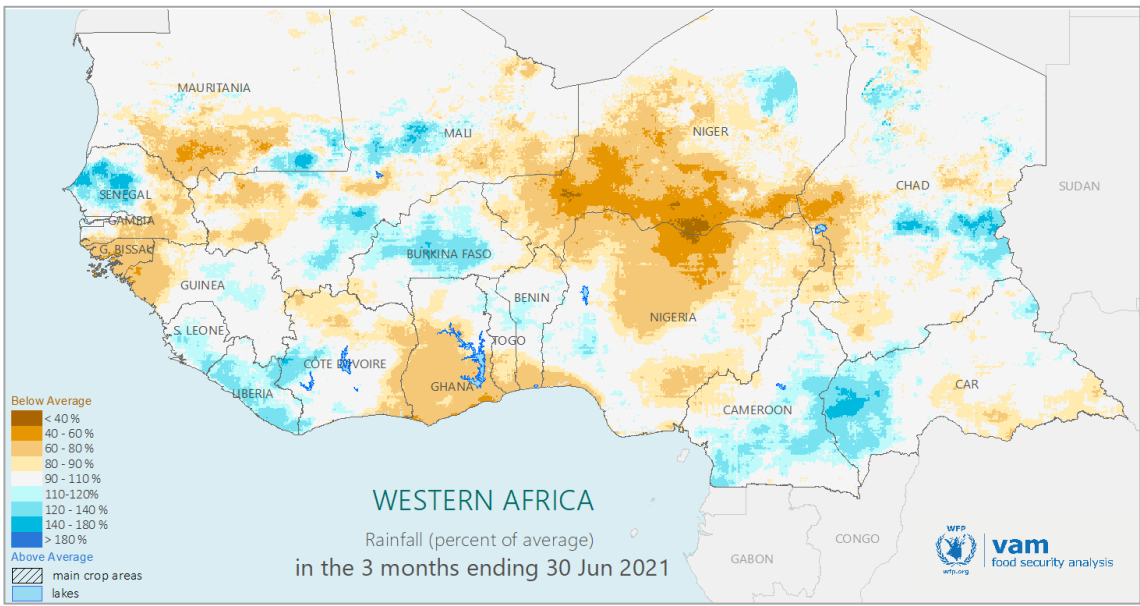 MAURITANIA
MALI
NIGER
CHAD
SUDAN
SENEGAL
GAMBIA
G. BISSAU
BURKINA FASO
GUINEA
BENIN
S. LEONE
NIGERIA
TOGO
CÔTE D'IVOIRE
GHANA
LIBERIA
CAMEROON
CAR
GABON
CONGO
Below Average
< 40 %
40 - 60 %
60 - 80 %
80 - 90 %
90 - 110 %
110-120%
120 - 140 %
140 - 180 %
> 180 %
Above Average
main crop areas
lakes
WESTERN AFRICA
Rainfall (percent of average)
in the 3 months ending 30 Jun 2021
WFP
wfp.org
vam
food security analysis